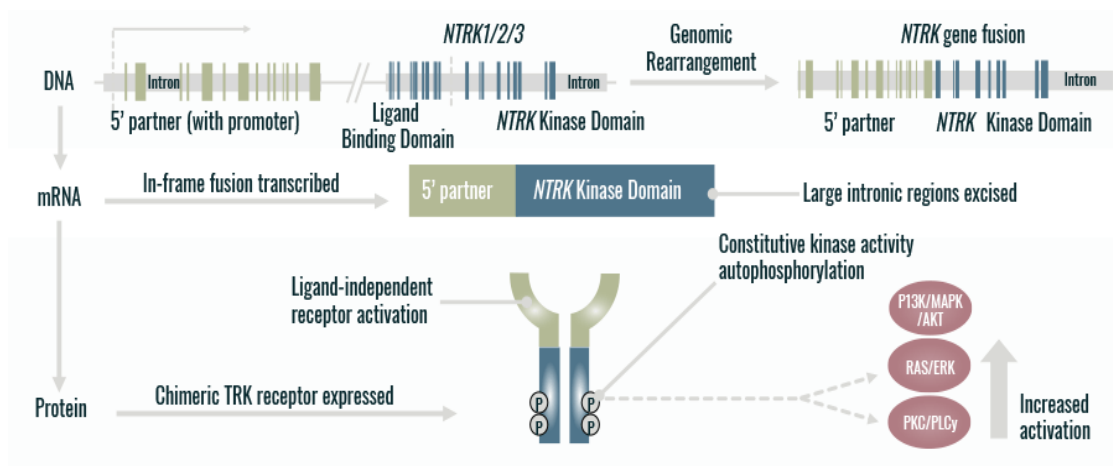 NTRK1/2/3
Genomic
Rearrangement
NTRK gene fusion
DNA
Intron
Intron
Intron
5' partner (with promoter)
Ligand
Binding Domain
NTRK Kinase Domain
5' partner
NTRK Kinase Domain
mRNA
In-frame fusion transcribed
5' partner
NTRK Kinase Domain
Large intronic regions excised
Constitutive kinase activity
autophosphorylation
Ligand-independent
receptor activation
P13K/MAPK
/AKT
RAS/ERK
PKC/PLCy
Increased
activation
Protein
Chimeric TRK receptor expressed
P
P
P
P